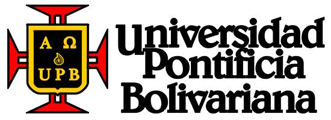 Α Ω
UPB
Universidad
Pontificia
Bolivariana